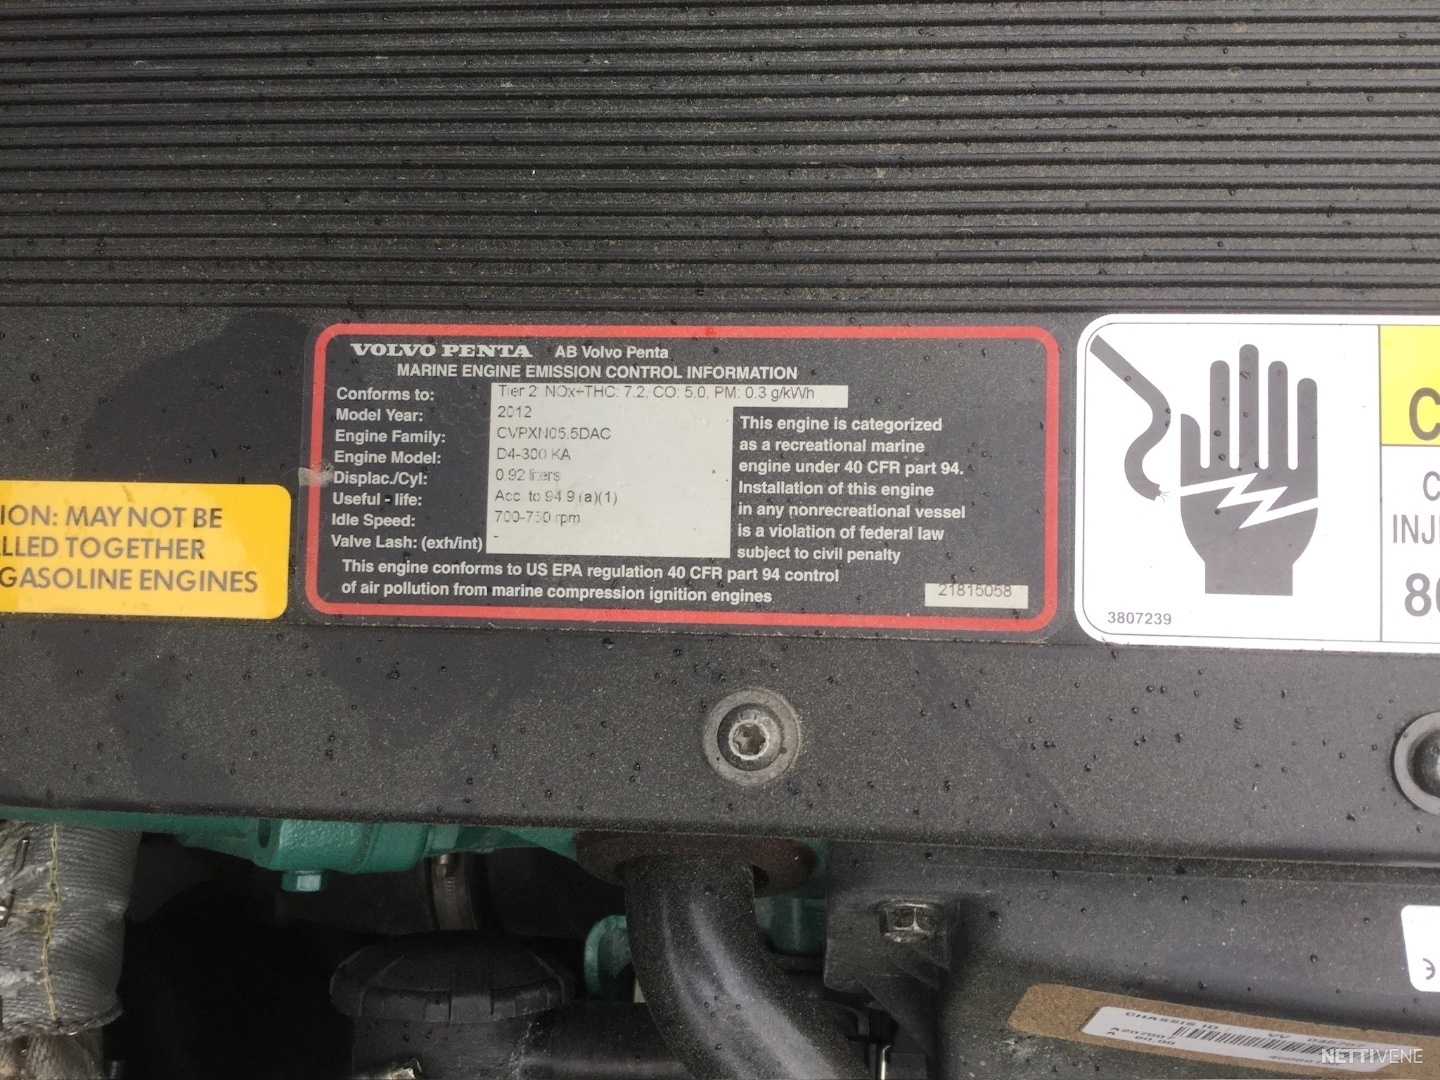 VOLVO PENTA AB Volvo Penta
MARINE ENGINE EMISSION CONTROL INFORMATION
Conforms to: Tier 2: NOx+THC: 7.2, CO: 5.0, PM: 0.3 g/kWh
Model Year: 2012
Engine Family: CVPXN05.5DAC
Engine Model: D4-300 KA
Displac./Cyl: 0.92 liters
Useful - life: Acc. to 94.9 (a)(1)
Idle Speed: 700-750 rpm
Valve Lash: (exh/int) -
This engine is categorized
as a recreational marine
engine under 40 CFR part 94.
Installation of this engine
in any nonrecreational vessel
is a violation of federal law
subject to civil penalty
This engine conforms to US EPA regulation 40 CFR part 94 control
of air pollution from marine compression ignition engines
21815058
ION: MAY NOT BE
LLED TOGETHER
GASOLINE ENGINES
3807239
C
C
INJE
80
CHASSIS ID
NETTIVENE